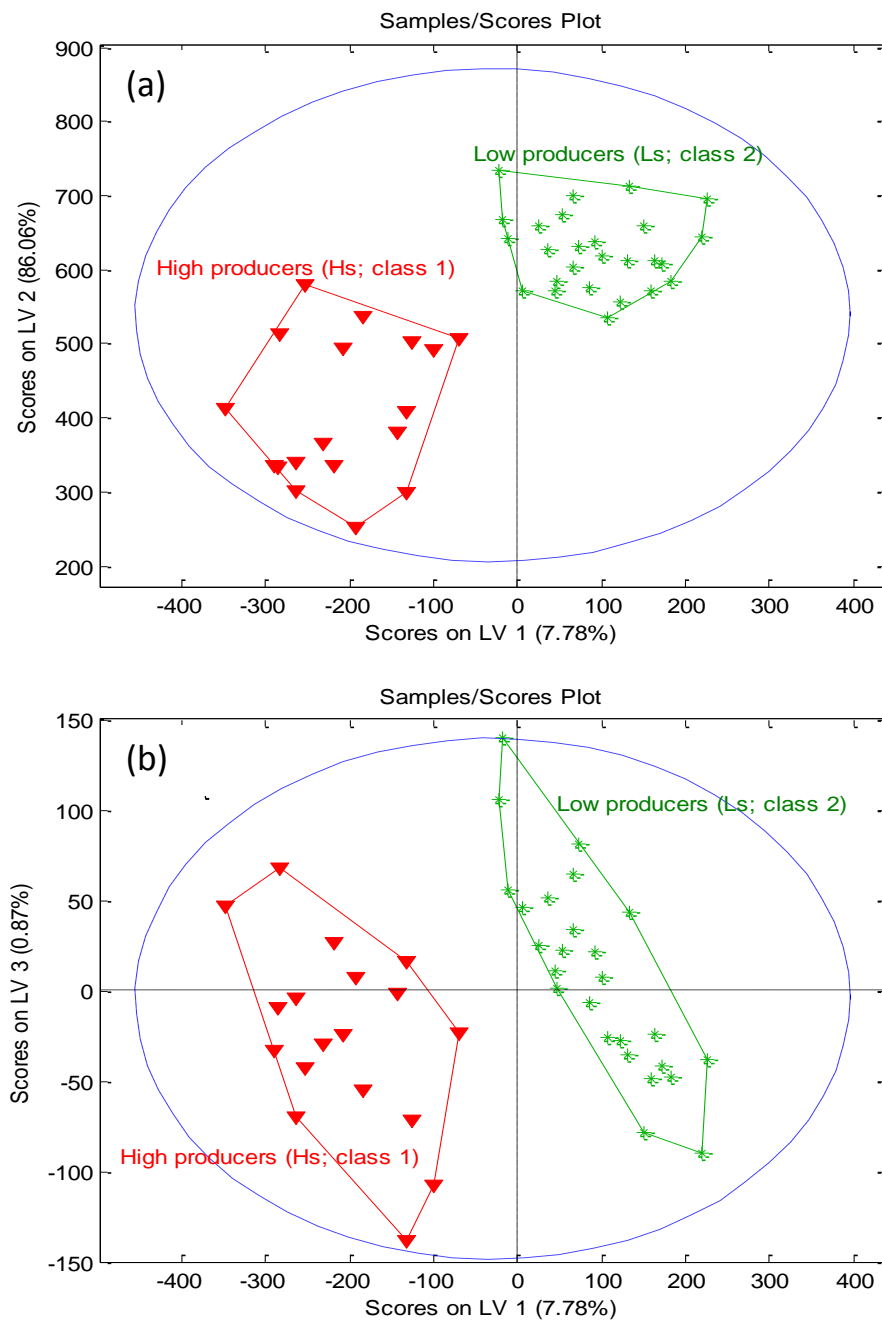 Samples/Scores Plot
(a)
Low producers (Ls; class 2)
High producers (Hs; class 1)
Scores on LV 2 (86.06%)
900
800
700
600
500
400
300
200
-400 -300 -200 -100 0 100 200 300 400
Scores on LV 1 (7.78%)
Samples/Scores Plot
(b)
Low producers (Ls; class 2)
High producers (Hs; class 1)
Scores on LV 3 (0.87%)
150
100
50
0
-50
-100
-150
-400 -300 -200 -100 0 100 200 300 400
Scores on LV 1 (7.78%)